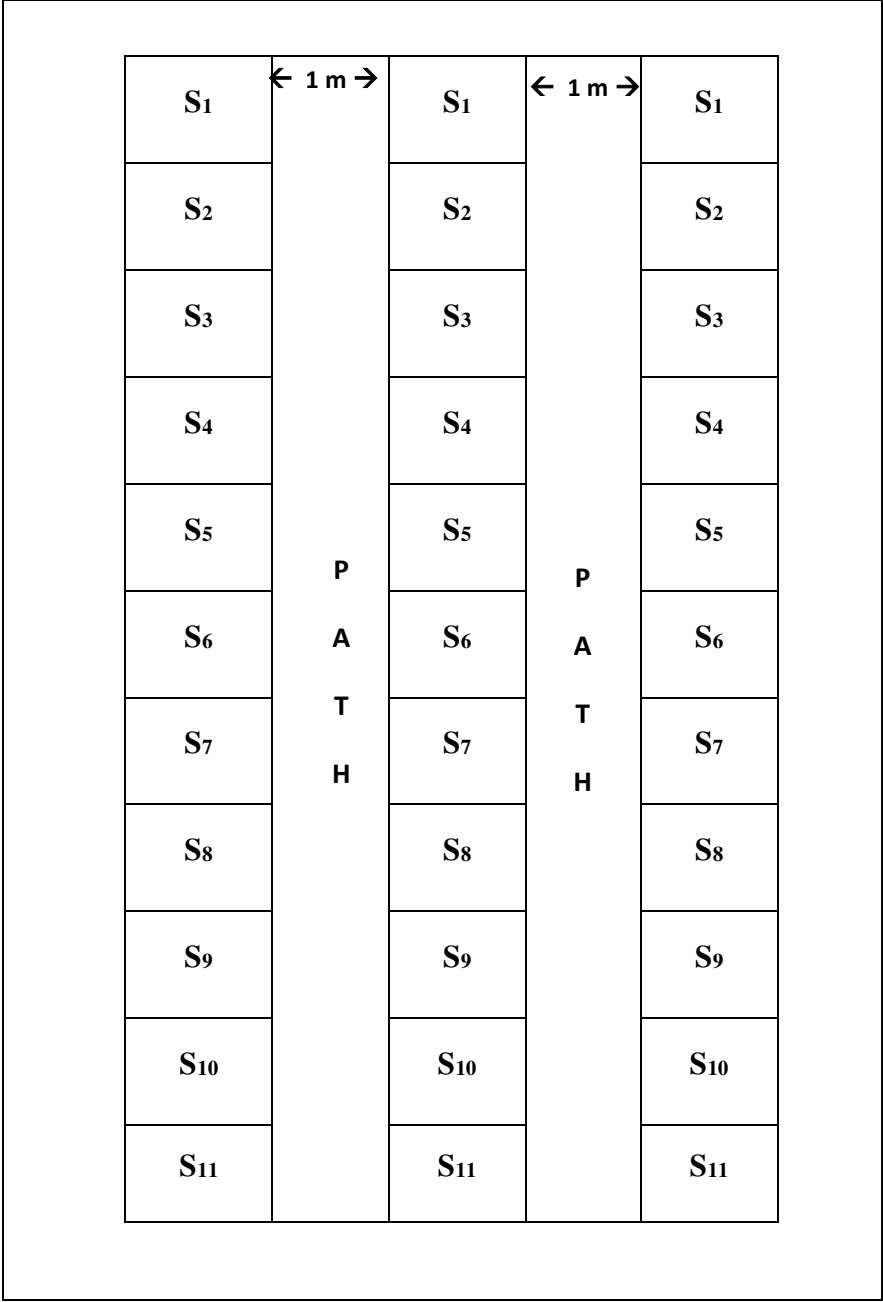 ← 1 m → ← 1 m →
S1 S1 S1
S2 S2 S2
S3 S3 S3
S4 S4 S4
S5 S5 S5
P P
S6 A S6 A S6
T T
S7 S7 S7
H H
S8 S8 S8
S9 S9 S9
S10 S10 S10
S11 S11 S11